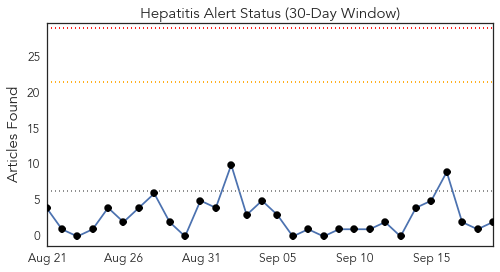 Hepatitis Alert Status (30-Day Window)
Articles Found
25
20
15
10
5
0
Aug 21 Aug 26 Aug 31 Sep 05 Sep 10 Sep 15